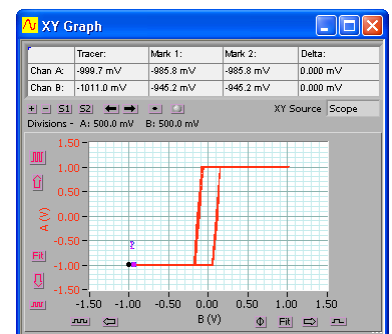 XY Graph
Tracer: Mark 1: Mark 2: Delta:
Chan A: -999.7 mV -985.8 mV -985.8 mV 0.000 mV
Chan B: -1011.0 mV -945.2 mV -945.2 mV 0.000 mV
+ - S1 S2 XY Source Scope
Divisions - A: 500.0 mV B: 500.0 mV
1.50
1.00
0.50
0.00
-0.50
-1.00
-1.50
A (V)
Fit
2
-1.50 -1.00 -0.50 0.00 0.50 1.00 1.50
B (V)
Φ Fit